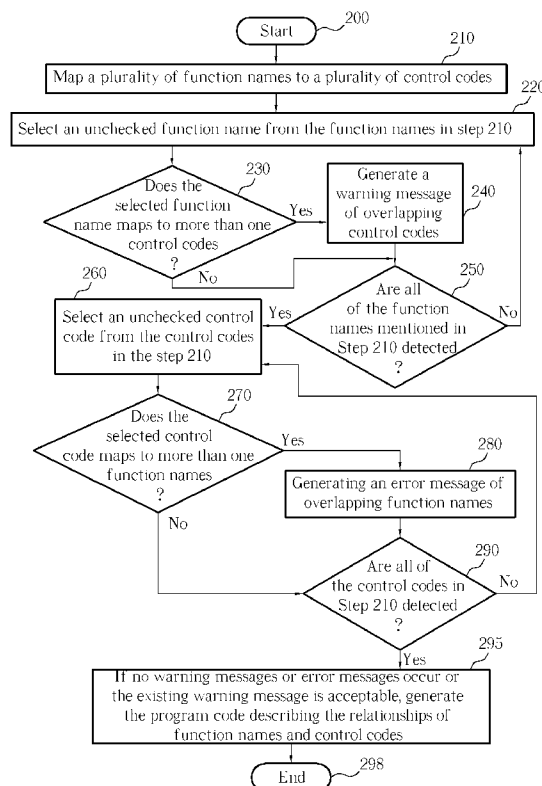 Start
200
210
Map a plurality of function names to a plurality of control codes
220
Select an unchecked function name from the function names in step 210
230
Does the
selected function
name maps to more than one
control codes
?
Yes
No
Generate a
warning message
of overlapping
control codes
240
250
Are all
of the function
names mentioned in
Step 210 detected
?
Yes
No
260
Select an unchecked control
code from the control codes
in the step 210
270
Does the
selected control
code maps to more than one
function names
?
Yes
No
280
Generating an error message of
overlapping function names
290
Are all of
the control codes in
Step 210 detected
?
No
Yes
295
If no warning messages or error messages occur or
the existing warning message is acceptable, generate
the program code describing the relationships of
function names and control codes
298
End